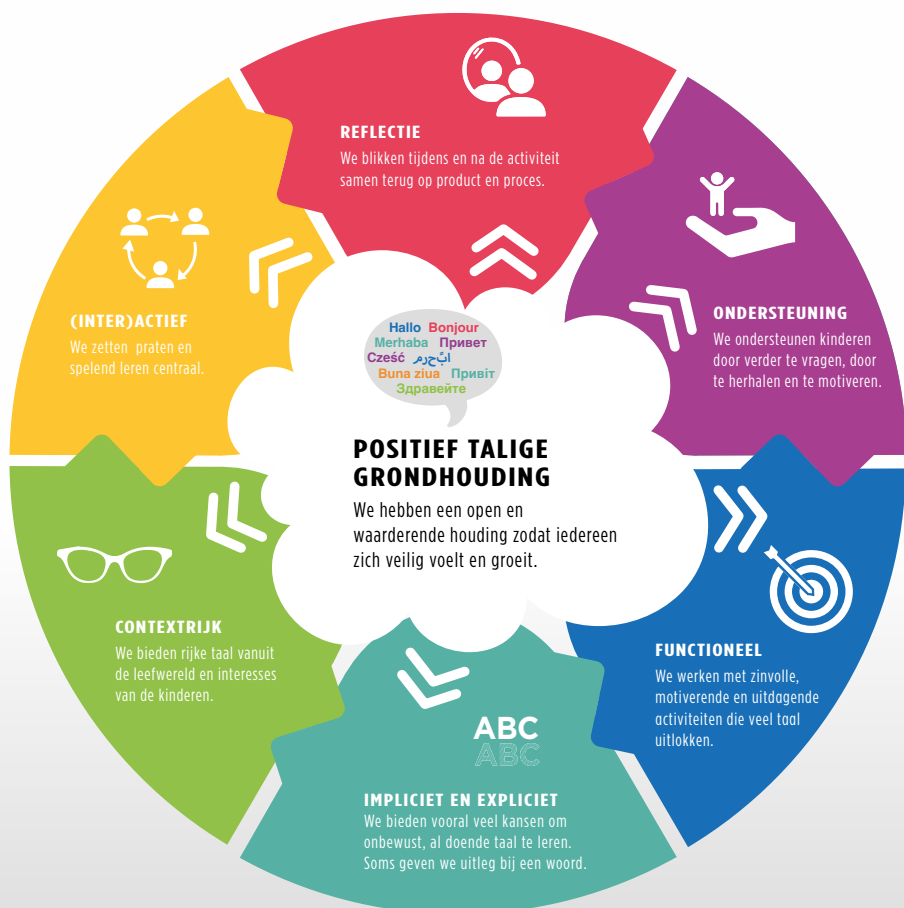 REFLECTIE
We blikken tijdens en na de activiteit
samen terug op product en proces.
ONDERSTEUNING
We ondersteunen kinderen
door verder te vragen, door
te herhalen en te motiveren.
(INTER)ACTIEF
We zetten praten en
spelend leren centraal.
Hallo Bonjour
Merhaba Привет
Cześć
Buna ziua Привіт
Здравейте
POSITIEF TALIGE
GRONDHOUDING
We hebben een open en
waarderende houding zodat iedereen
zich veilig voelt en groeit.
CONTEXTRIJK
We bieden rijke taal vanuit
de leefwereld en interesses
van de kinderen.
FUNCTIONEEL
We werken met zinvolle,
motiverende en uitdagende
activiteiten die veel taal
uitlokken.
ABC
ABC
IMPLICIET EN EXPLICIET
We bieden vooral veel kansen om
onbewust, al doende taal te leren.
Soms geven we uitleg bij een woord.